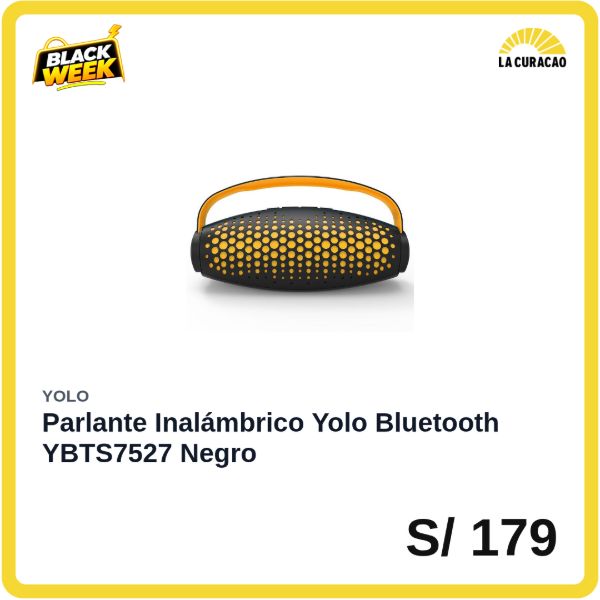 BLACK
WEEK
LA CURACAO
YOLO
Parlante Inalámbrico Yolo Bluetooth
YBTS7527 Negro
S/ 179